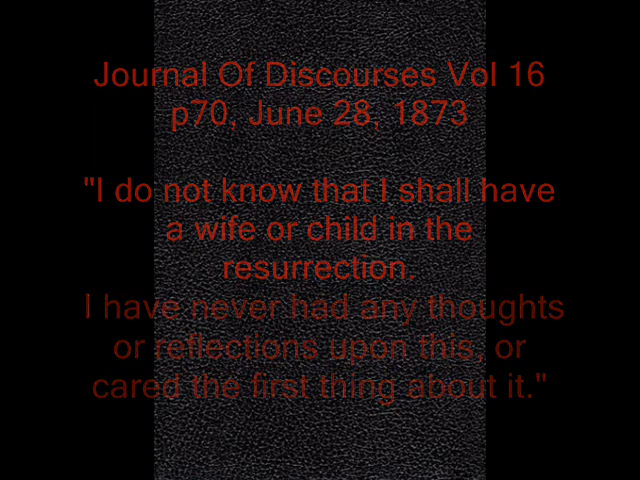 Journal Of Discourses Vol 16
p70, June 28, 1873
"I do not know that I shall have
a wife or child in the
resurrection.
I have never had any thoughts
or reflections upon this, or
cared the first thing about it."